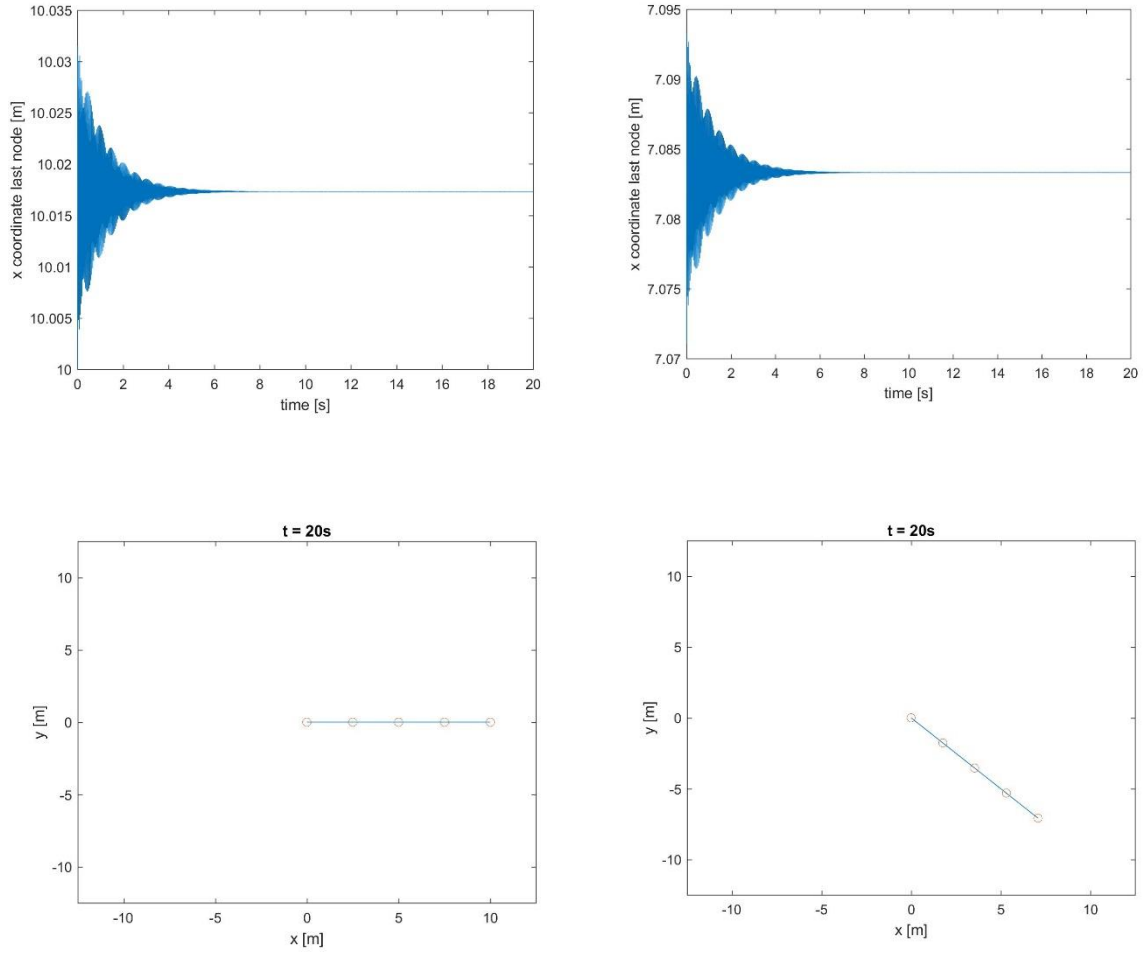 10.035
10.03
10.025
10.02
10.015
10.01
10.005
10
x coordinate last node [m]
0 2 4 6 8 10 12 14 16 18 20
time [s]
7.095
7.09
7.085
7.08
7.075
7.07
x coordinate last node [m]
0 2 4 6 8 10 12 14 16 18 20
time [s]
t = 20s
10
5
0
-5
-10
y [m]
-10 -5 0 5 10
x [m]
t = 20s
10
5
0
-5
-10
y [m]
-10 -5 0 5 10
x [m]